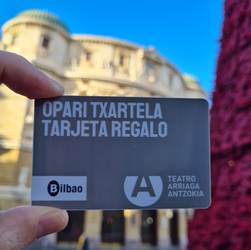 OPARI TXARTELA
TARJETA REGALO
Bilbao
A
TEATRO
ARRIAGA
ANTZOKIA